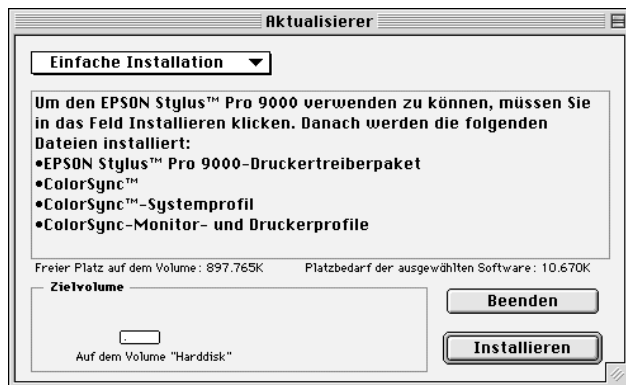 Aktualisierer
Einfache Installation
Um den EPSON Stylus™ Pro 9000 verwenden zu können, müssen Sie
in das Feld Installieren klicken. Danach werden die folgenden
Dateien installiert:
•EPSON Stylus™ Pro 9000-Druckertreiberpaket
•ColorSync™
•ColorSync™-Systemprofil
•ColorSync-Monitor- und Druckerprofile
Freier Platz auf dem Volume: 897.765K Platzbedarf der ausgewählten Software: 10.670K
Zielvolume
Auf dem Volume "Harddisk"
Beenden
Installieren